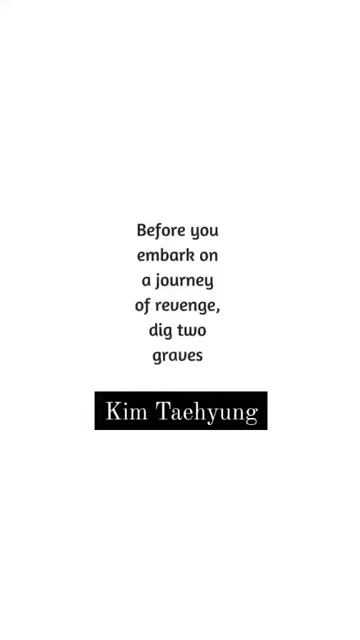 Before you
embark on
a journey
of revenge,
dig two
graves
Kim Taehyung